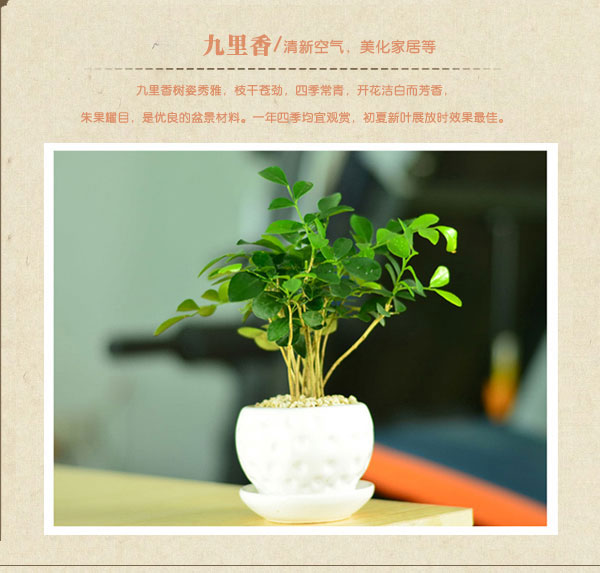 九里香/清新空气、美化家居等
九里香树姿秀雅，枝干苍劲，四季常青，开花洁白而芳香，
朱果耀目，是优良的盆景材料。一年四季均宜观赏，初夏新叶展放时效果最佳。